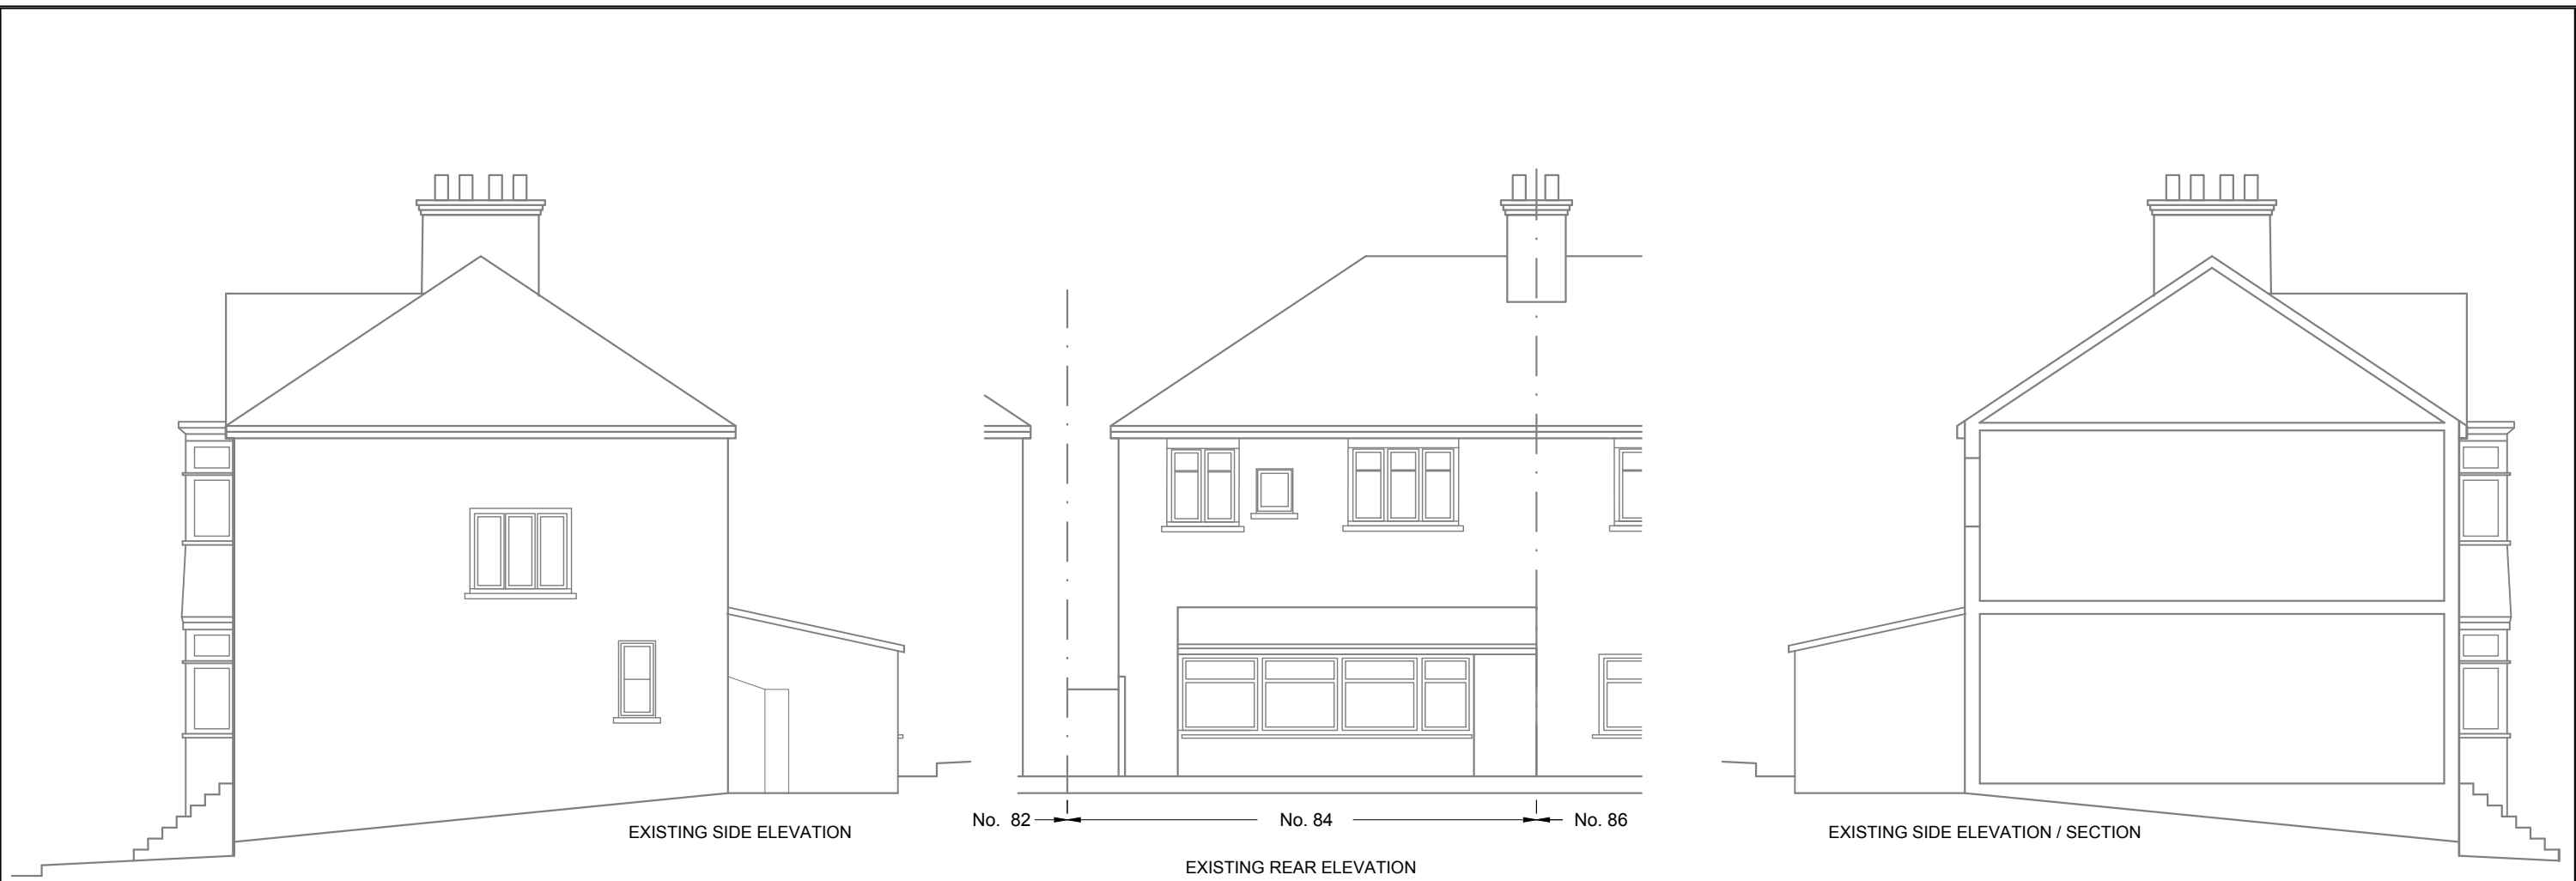 EXISTING SIDE ELEVATION
No. 82
No. 84
No. 86
EXISTING REAR ELEVATION
EXISTING SIDE ELEVATION / SECTION